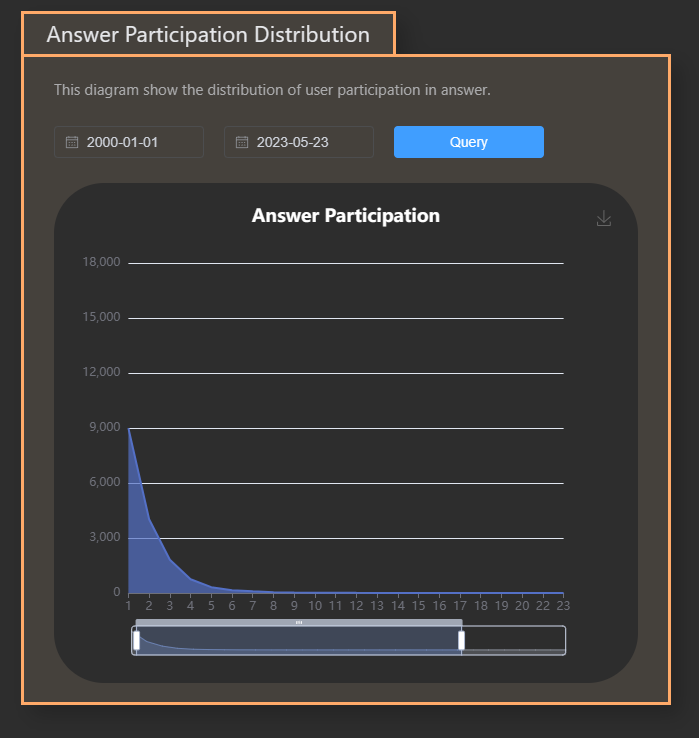 Answer Participation Distribution
This diagram show the distribution of user participation in answer.
2000-01-01 2023-05-23 Query
Answer Participation
18,000
15,000
12,000
9,000
6,000
3,000
0
1 2 3 4 5 6 7 8 9 10 11 12 13 14 15 16 17 18 19 20 22 23